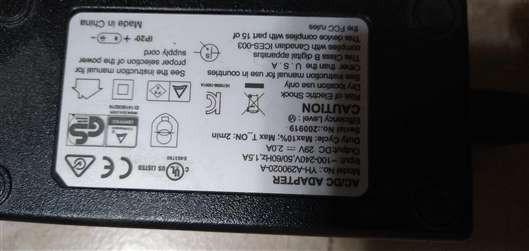 AC/DC ADAPTER
Model No.: YH-A290020-A
Input: ~100-240V,50/60Hz,1.5A
Output:DC 29V 2.0A
Duty Cycle: Max10%, Max T_ON: 2min
Serial No:200919
Efficiency Level:
CAUTION
Risk of Electric Shock
Dry location use only
See instruction manual for use in countries
Other than the U.S.A
This Class B digital apparatus
complies with Canadian ICES-003
This device complies with part 15 of
the FCC rules
UL US LISTED
GS
See the instruction manual for
proper selection of the power
supply cord
IP20
Made in China